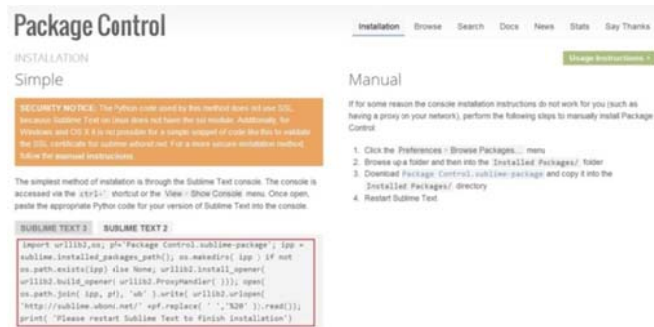 Package Control
Installation Browse Search Docs News Stats Say Thanks
INSTALLATION
Usage Instructions
Simple
SECURITY NOTICE: The Python code used by this method does not use SSL,
because Sublime Text on Linux does not have the ssl module. Additionally, for
Windows and OS X it is not possible for a simple snippet of code like this to validate
the SSL certificate for sublime.wbond.net. For a more secure installation method,
follow the manual instructions.
The simplest method of installation is through the Sublime Text console. The console is
accessed via the ctrl+` shortcut or the View > Show Console menu. Once open,
paste the appropriate Python code for your version of Sublime Text into the console.
SUBLIME TEXT 3 SUBLIME TEXT 2
import urllib2,os; pf='Package Control.sublime-package'; ipp =
sublime.installed_packages_path(); os.makedirs( ipp ) if not
os.path.exists(ipp) else None; urllib2.install_opener(
urllib2.build_opener( urllib2.ProxyHandler( ))); open(
os.path.join( ipp, pf), 'wb' ).write( urllib2.urlopen(
'http://sublime.wbond.net/' +pf.replace( ' ','%20' )).read());
print( 'Please restart Sublime Text to finish installation')
Manual
If for some reason the console installation instructions do not work for you (such as
having a proxy on your network), perform the following steps to manually install Package
Control
1. Click the Preferences > Browse Packages… menu
2. Browse up a folder and then into the Installed Packages/ folder
3. Download Package Control.sublime-package and copy it into the
Installed Packages/ directory
4. Restart Sublime Text